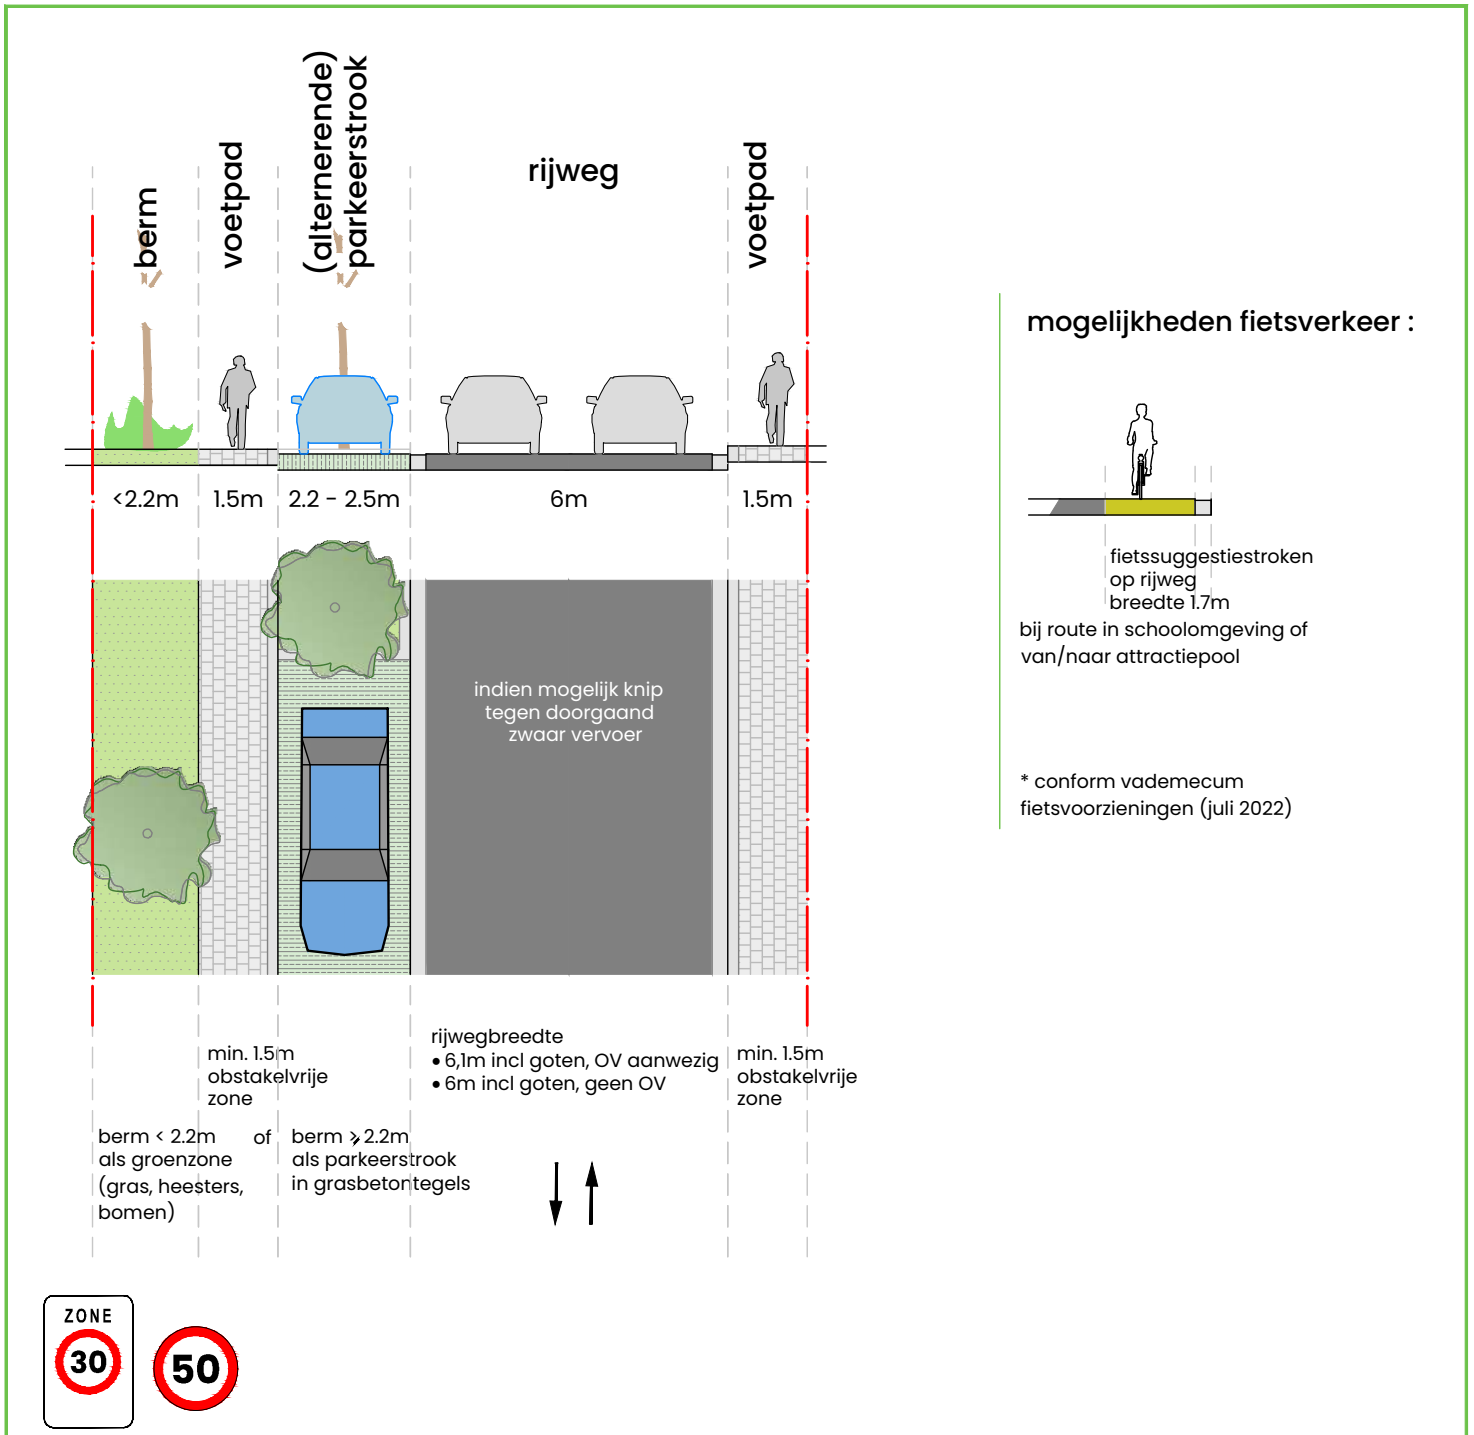 berm
voetpad
(alternerende)
parkeerstrook
rijweg
voetpad
<2.2m
1.5m
2.2 - 2.5m
6m
1.5m
indien mogelijk knip
tegen doorgaand
zwaar vervoer
rijwegbreedte
• 6,1m incl goten, OV aanwezig
• 6m incl goten, geen OV
min. 1.5m
obstakelvrije
zone
min. 1.5m
obstakelvrije
zone
berm < 2.2m
als groenzone
(gras, heesters,
bomen)
of
berm ⩾ 2.2m
als parkeerstrook
in grasbetontegels
ZONE
30
50
mogelijkheden fietsverkeer :
fietssuggestiestroken
op rijweg
breedte 1.7m
bij route in schoolomgeving of
van/naar attractiepool
* conform vademecum
fietsvoorzieningen (juli 2022)